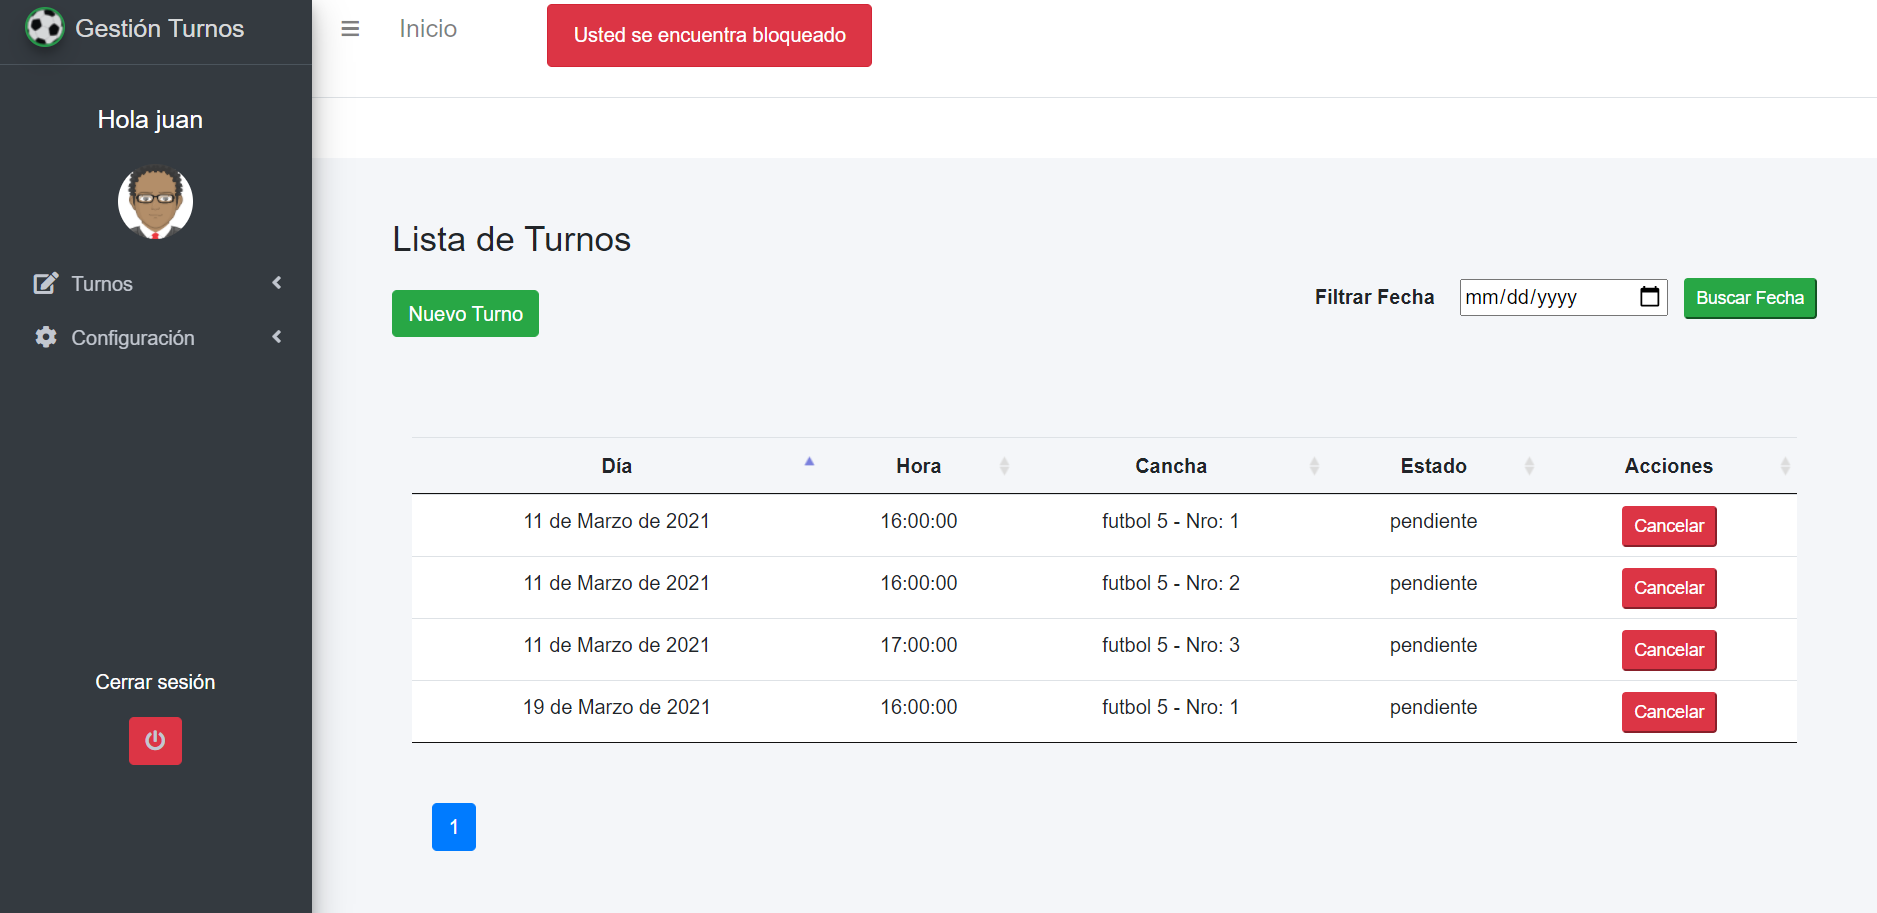 Gestión Turnos
Inicio
Usted se encuentra bloqueado
Hola juan
Turnos
Configuración
Cerrar sesión
Lista de Turnos
Nuevo Turno
Filtrar Fecha mm/dd/yyyy Buscar Fecha
Día Hora Cancha Estado Acciones
11 de Marzo de 2021 16:00:00 futbol 5 - Nro: 1 pendiente Cancelar
11 de Marzo de 2021 16:00:00 futbol 5 - Nro: 2 pendiente Cancelar
11 de Marzo de 2021 17:00:00 futbol 5 - Nro: 3 pendiente Cancelar
19 de Marzo de 2021 16:00:00 futbol 5 - Nro: 1 pendiente Cancelar
1